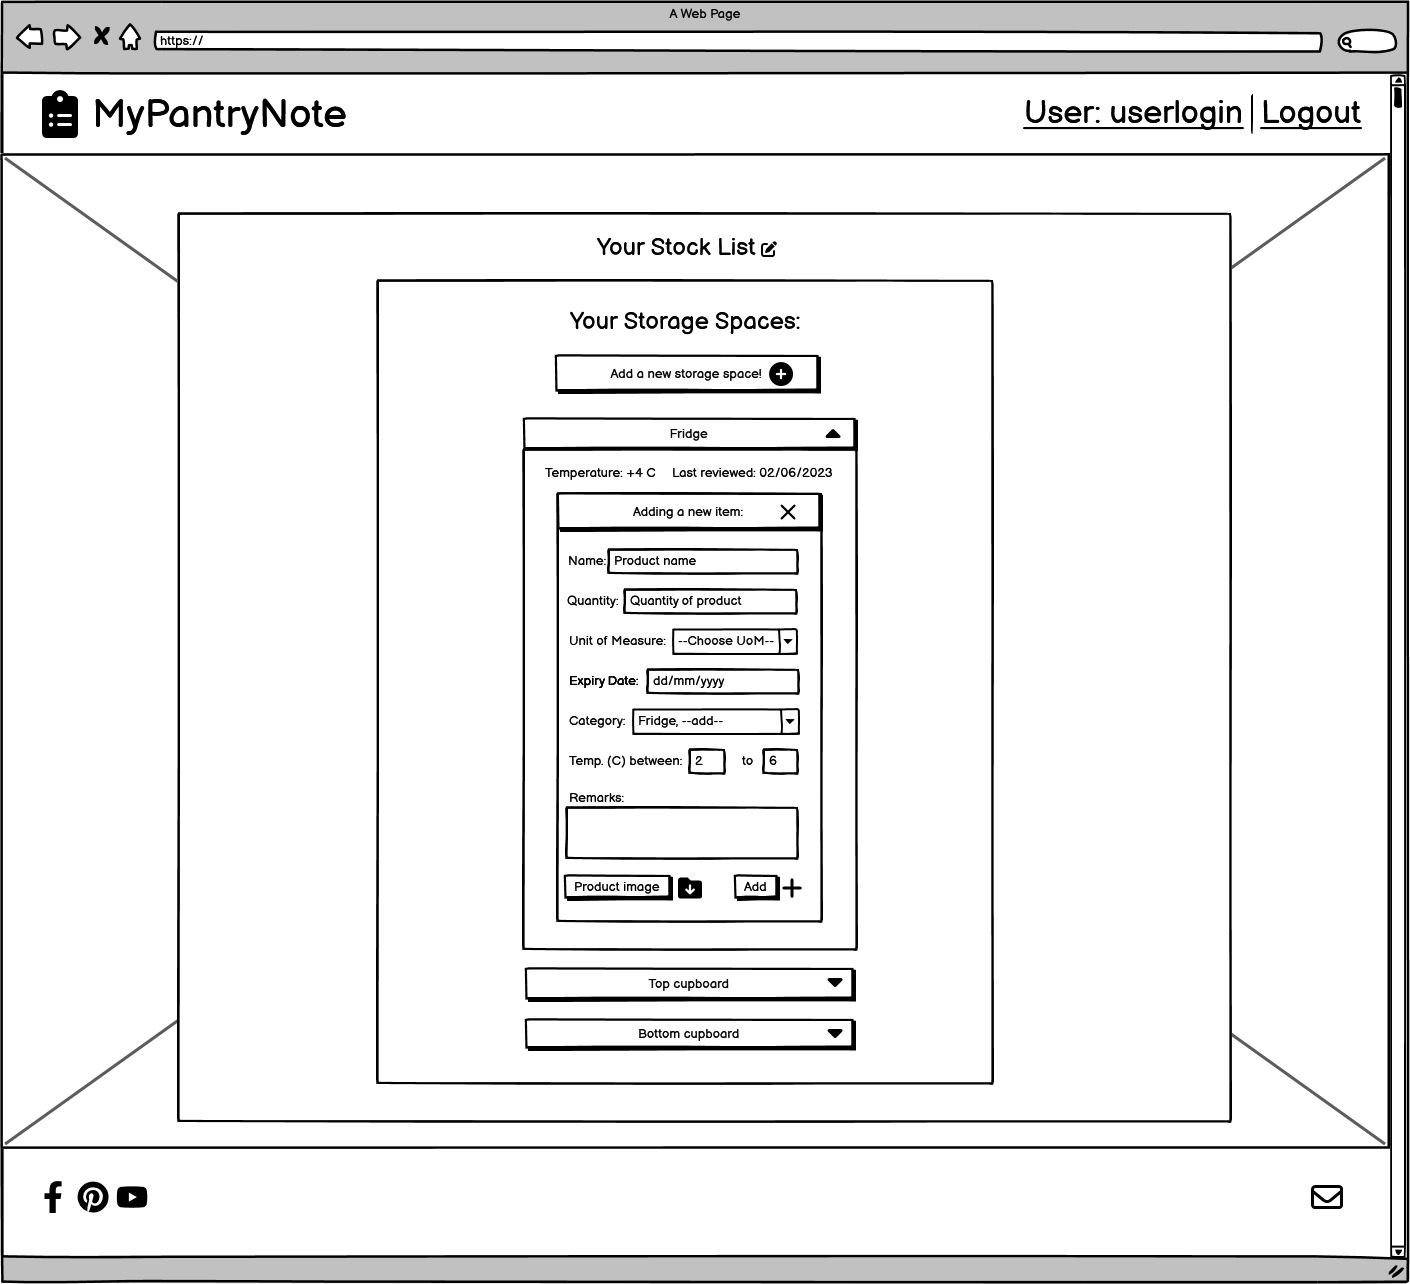 A Web Page
https://
MyPantryNote
User: userlogin Logout
Your Stock List
Your Storage Spaces:
Add a new storage space!
Fridge
Temperature: +4 C Last reviewed: 02/06/2023
Adding a new item:
Name: Product name
Quantity: Quantity of product
Unit of Measure: --Choose UoM--
Expiry Date: dd/mm/yyyy
Category: Fridge, --add--
Temp. (C) between: 2 to 6
Remarks:
Product image Add
Top cupboard
Bottom cupboard